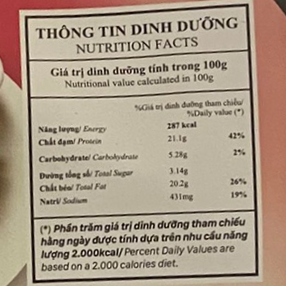 THÔNG TIN DINH DƯỠNG
NUTRITION FACTS
Giá trị dinh dưỡng tính trong 100g
Nutritional value calculated in 100g
%Giá trị dinh dưỡng tham chiếu/
%Daily value (*)
Năng lượng/ Energy 287 kcal
Chất đạm/ Protein 21.1g 42%
Carbohydrate/ Carbohydrate 5.28g 2%
Đường tổng số/ Total Sugar 3.14g
Chất béo/ Total Fat 20.2g 26%
Natri/ Sodium 431mg 19%
(*) Phần trăm giá trị dinh dưỡng tham chiếu
hằng ngày được tính dựa trên nhu cầu năng
lượng 2.000kcal/ Percent Daily Values are
based on a 2.000 calories diet.